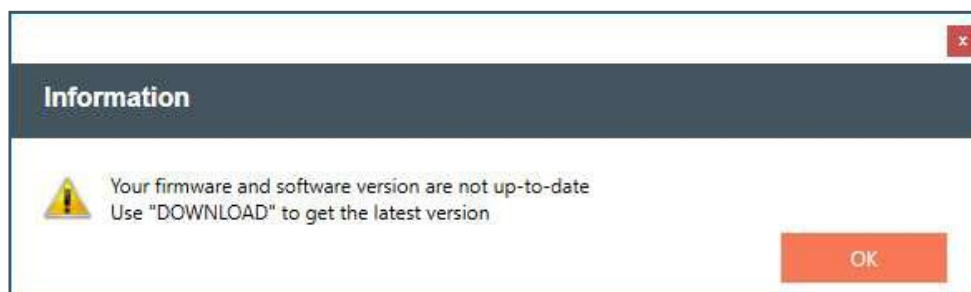 x
Information
Your firmware and software version are not up-to-date
Use "DOWNLOAD" to get the latest version
OK